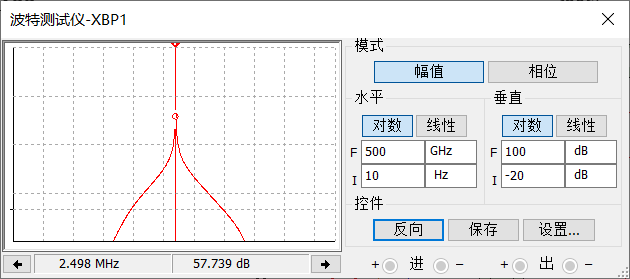 波特测试仪-XBP1
模式
幅值 相位
水平 垂直
对数 线性 对数 线性
F 500 GHz F 100 dB
I 10 Hz I -20 dB
控件
反向 保存 设置...
2.498 MHz 57.739 dB
+ 进 − + 出 −